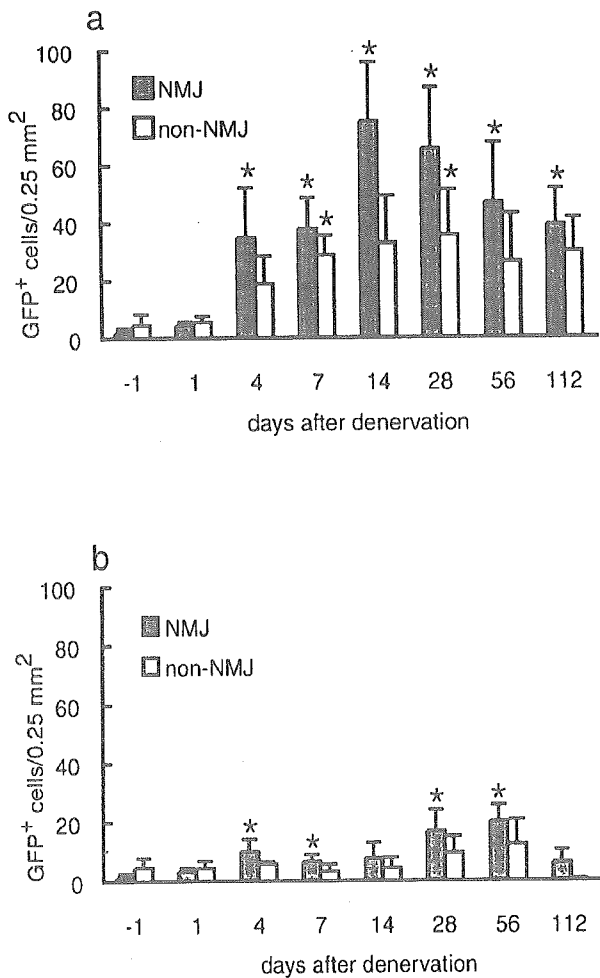 a
100
80
60
40
20
0
GFP+ cells/0.25 mm2
NMJ
non-NMJ
* * * * * * * *
-1 1 4 7 14 28 56 112
days after denervation
b
100
80
60
40
20
0
GFP+ cells/0.25 mm2
NMJ
non-NMJ
* * * *
-1 1 4 7 14 28 56 112
days after denervation